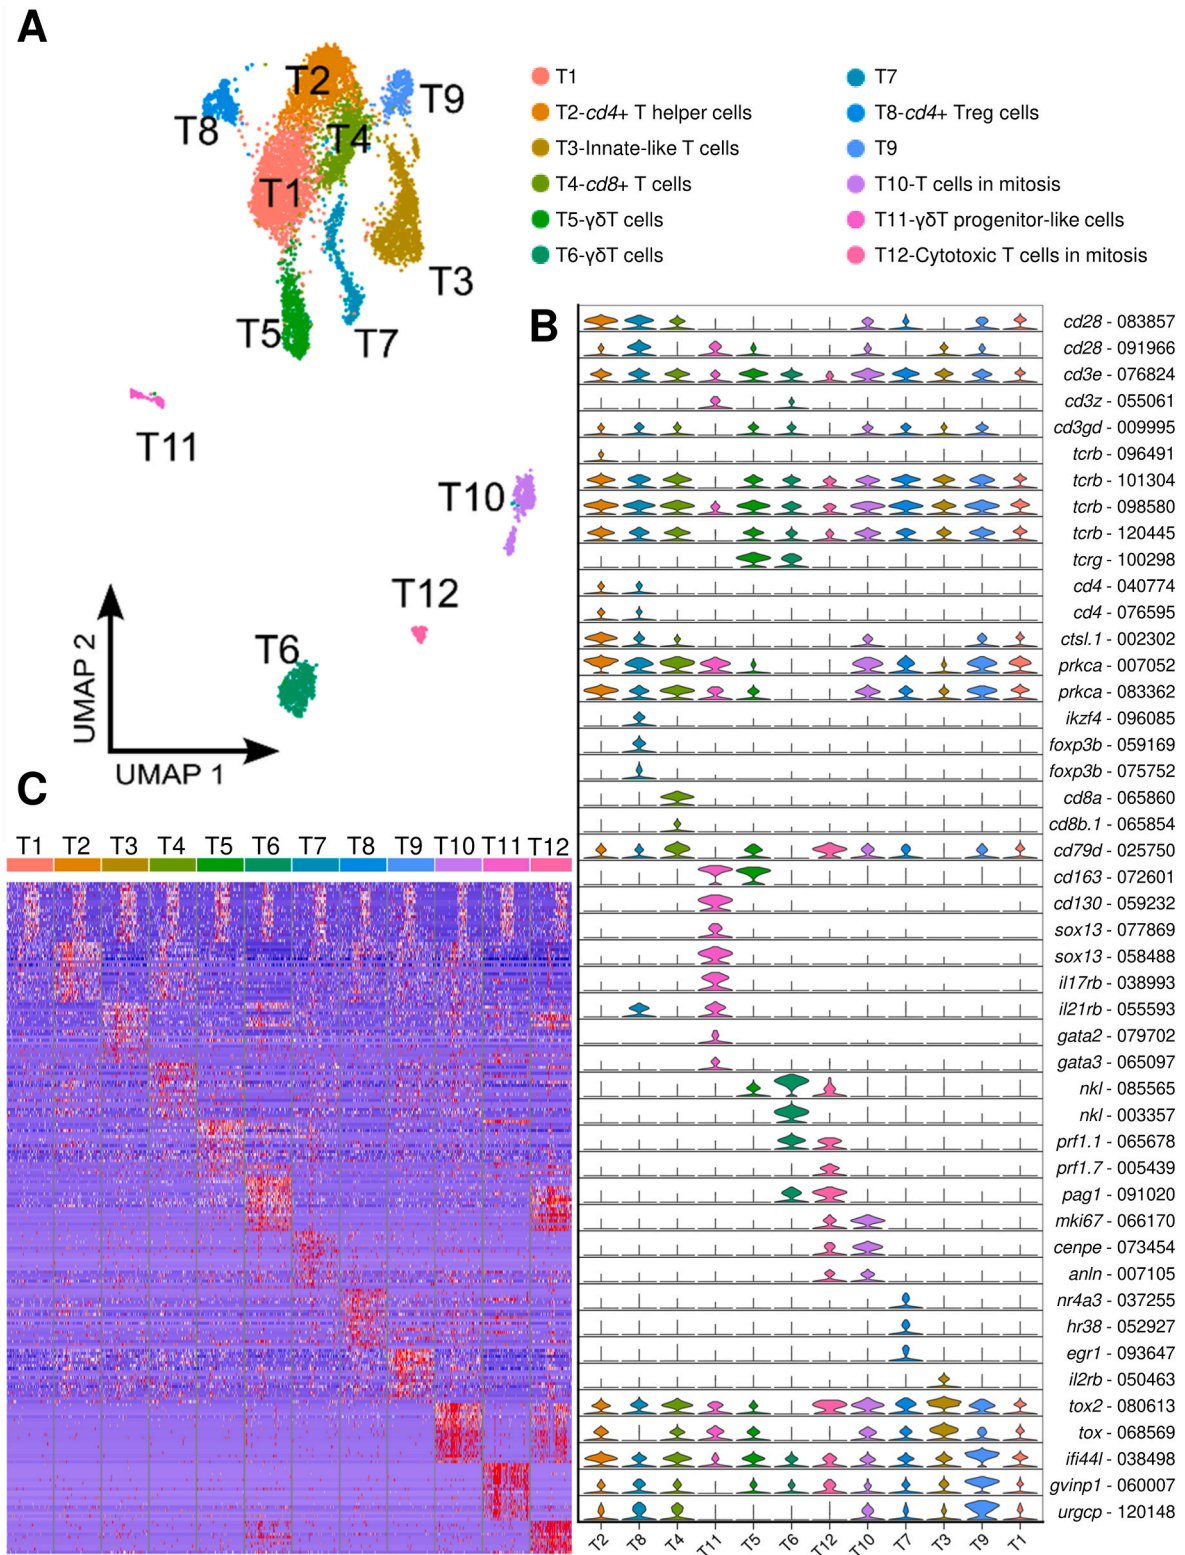 A
T2
T9
T8
T4
T1
T3
T5
T7
T11
T10
T12
T6
UMAP 2
UMAP 1
T1
T2-cd4+ T helper cells
T3-Innate-like T cells
T4-cd8+ T cells
T5-γδT cells
T6-γδT cells
T7
T8-cd4+ Treg cells
T9
T10-T cells in mitosis
T11-γδT progenitor-like cells
T12-Cytotoxic T cells in mitosis
B
cd28 - 083857
cd28 - 091966
cd3e - 076824
cd3z - 055061
cd3gd - 009995
tcrb - 096491
tcrb - 101304
tcrb - 098580
tcrb - 120445
tcrg - 100298
cd4 - 040774
cd4 - 076595
ctsl.1 - 002302
prkca - 007052
prkca - 083362
ikzf4 - 096085
foxp3b - 059169
foxp3b - 075752
cd8a - 065860
cd8b.1 - 065854
cd79d - 025750
cd163 - 072601
cd130 - 059232
sox13 - 077869
sox13 - 058488
il17rb - 038993
il21rb - 055593
gata2 - 079702
gata3 - 065097
nkl - 085565
nkl - 003357
prf1.1 - 065678
prf1.7 - 005439
pag1 - 091020
mki67 - 066170
cenpe - 073454
anln - 007105
nr4a3 - 037255
hr38 - 052927
egr1 - 093647
il2rb - 050463
tox2 - 080613
tox - 068569
ifi44l - 038498
gvinp1 - 060007
urgcp - 120148
T2 T8 T4 T11 T5 T6 T12 T10 T7 T3 T9 T1
C
T1 T2 T3 T4 T5 T6 T7 T8 T9 T10 T11 T12